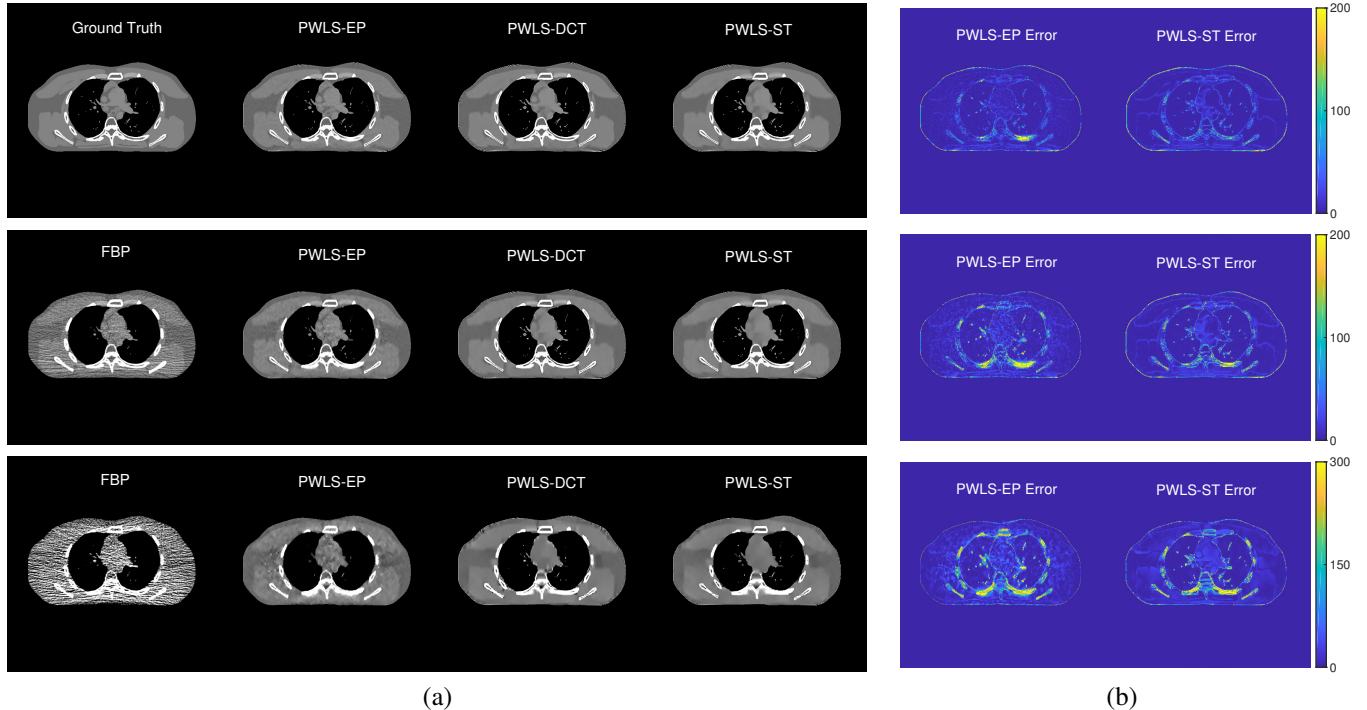 Ground Truth PWLS-EP PWLS-DCT PWLS-ST
PWLS-EP Error PWLS-ST Error
200
100
0
FBP PWLS-EP PWLS-DCT PWLS-ST
PWLS-EP Error PWLS-ST Error
200
100
0
FBP PWLS-EP PWLS-DCT PWLS-ST
PWLS-EP Error PWLS-ST Error
300
150
0
(a) (b)